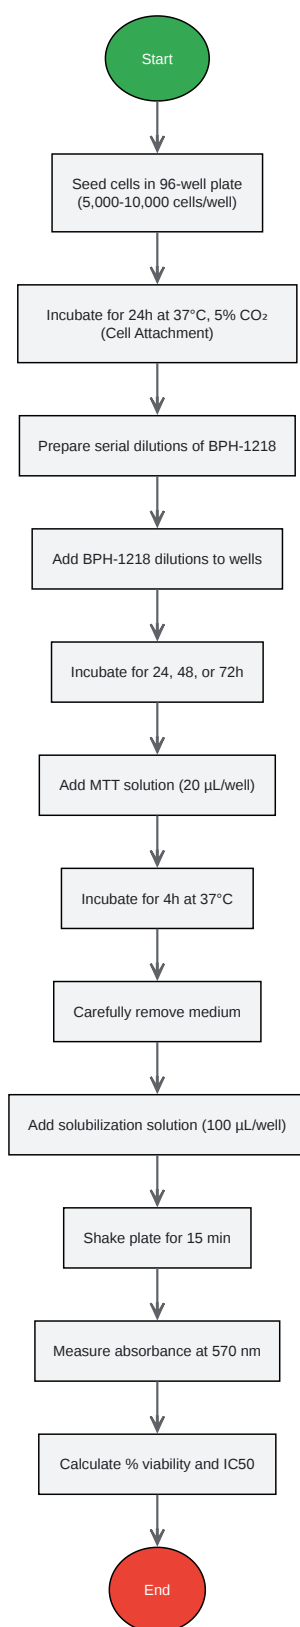 Start
Seed cells in 96-well plate
(5,000-10,000 cells/well)
Incubate for 24h at 37°C, 5% CO₂
(Cell Attachment)
Prepare serial dilutions of BPH-1218
Add BPH-1218 dilutions to wells
Incubate for 24, 48, or 72h
Add MTT solution (20 µL/well)
Incubate for 4h at 37°C
Carefully remove medium
Add solubilization solution (100 µL/well)
Shake plate for 15 min
Measure absorbance at 570 nm
Calculate % viability and IC50
End